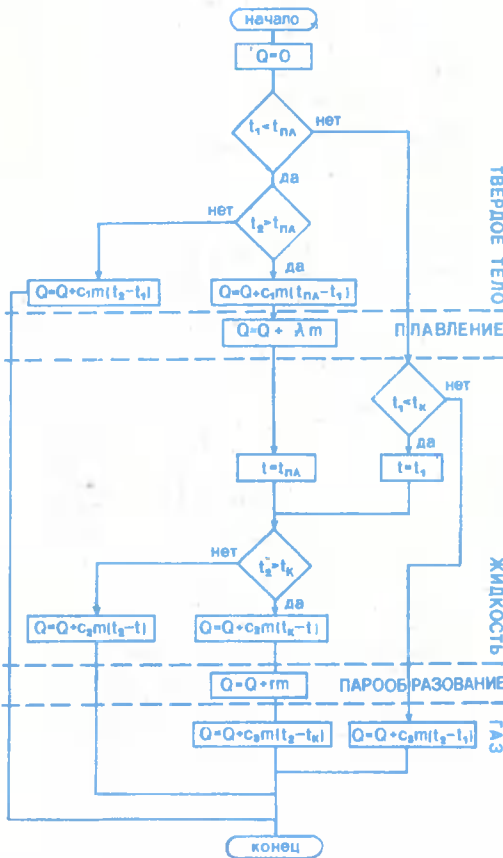 начало
Q=0
t₁<tпл
нет
да
t₂>tпл
нет
да
Q=Q+c₁m(t₂-t₁)
Q=Q+c₁m(tпл-t₁)
ТВЕРДОЕ ТЕЛО
Q=Q+ λm
ПЛАВЛЕНИЕ
t₁<tк
нет
да
t=tпл
t=t₁
t₂>tк
нет
да
Q=Q+c₂m(t₂-t)
Q=Q+c₂m(tк-t)
ЖИДКОСТЬ
Q=Q+rm
ПАРООБРАЗОВАНИЕ
Q=Q+c₃m(t₂-tк)
Q=Q+c₃m(t₂-t₁)
ГАЗ
конец